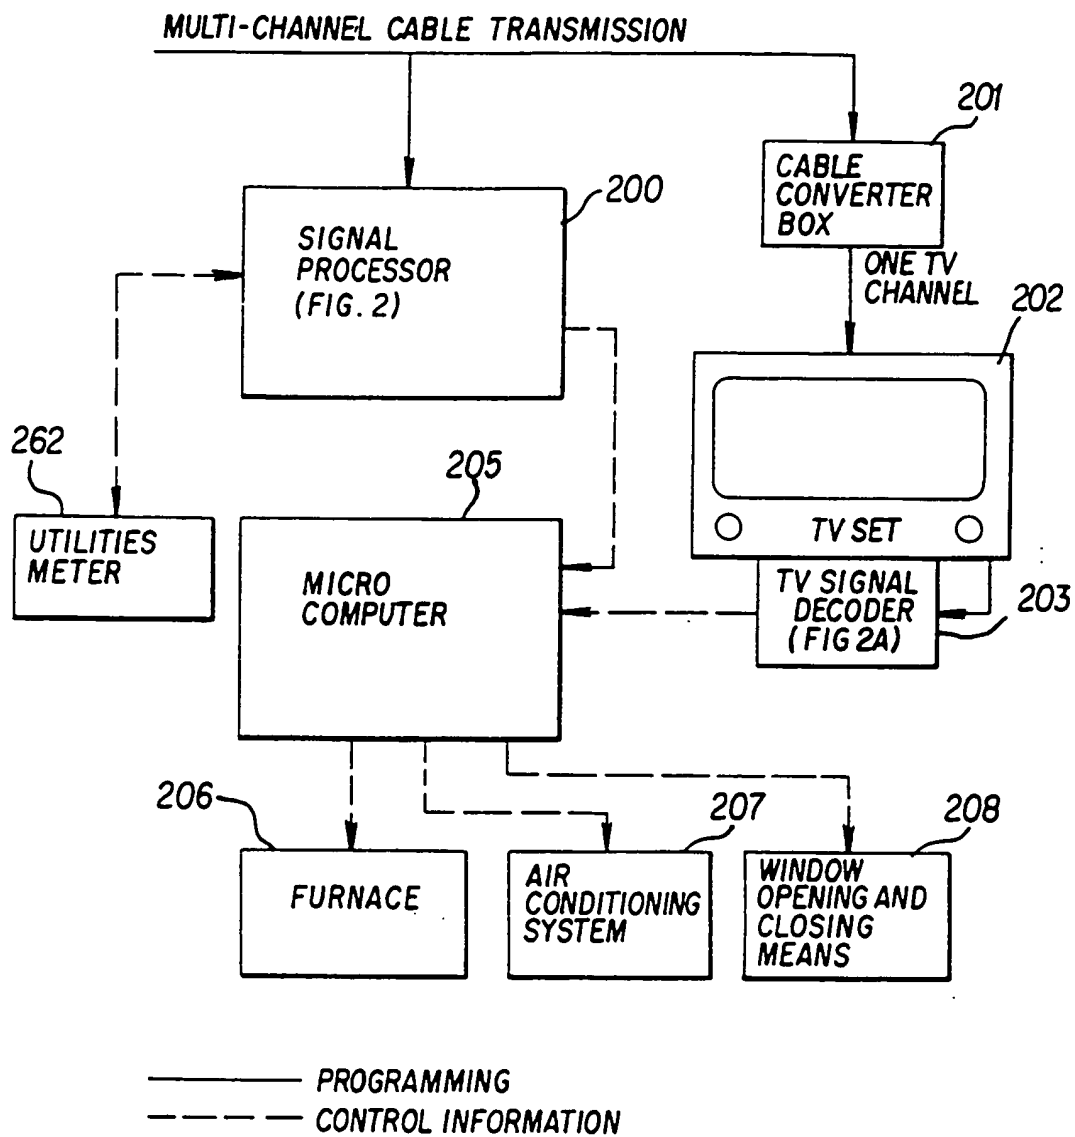 MULTI-CHANNEL CABLE TRANSMISSION
201
CABLE
CONVERTER
BOX
200
SIGNAL
PROCESSOR
(FIG. 2)
ONE TV
CHANNEL
202
262
UTILITIES
METER
205
MICRO
COMPUTER
TV SET
TV SIGNAL
DECODER
(FIG 2A)
203
206
FURNACE
207
AIR
CONDITIONING
SYSTEM
208
WINDOW
OPENING AND
CLOSING
MEANS
PROGRAMMING
CONTROL INFORMATION